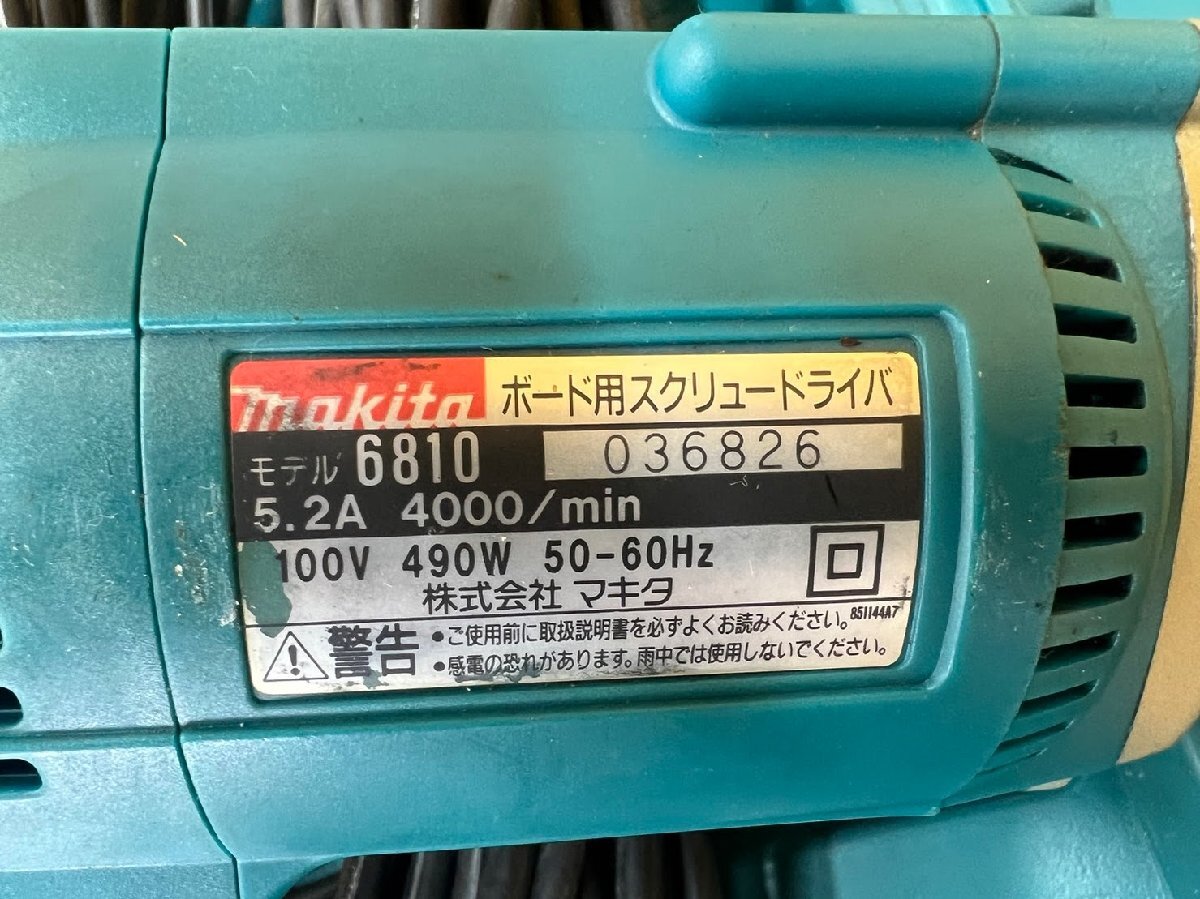 makita ボード用スクリュードライバ
モデル 6810 036826
5.2A 4000/min
100V 490W 50-60Hz
株式会社 マキタ
851144A7
警告 •ご使用前に取扱説明書を必ずよくお読みください。
•感電の恐れがあります。雨中では使用しないでください。